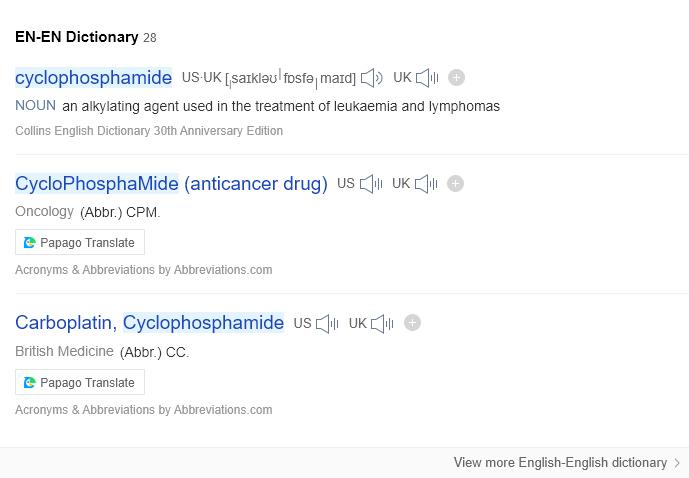 EN-EN Dictionary 28
cyclophosphamide US·UK [ˌsaɪkləʊˈfɒsfəˌmaɪd] UK
NOUN an alkylating agent used in the treatment of leukaemia and lymphomas
Collins English Dictionary 30th Anniversary Edition
CycloPhosphaMide (anticancer drug) US UK
Oncology (Abbr.) CPM.
Papago Translate
Acronyms & Abbreviations by Abbreviations.com
Carboplatin, Cyclophosphamide US UK
British Medicine (Abbr.) CC.
Papago Translate
Acronyms & Abbreviations by Abbreviations.com
View more English-English dictionary